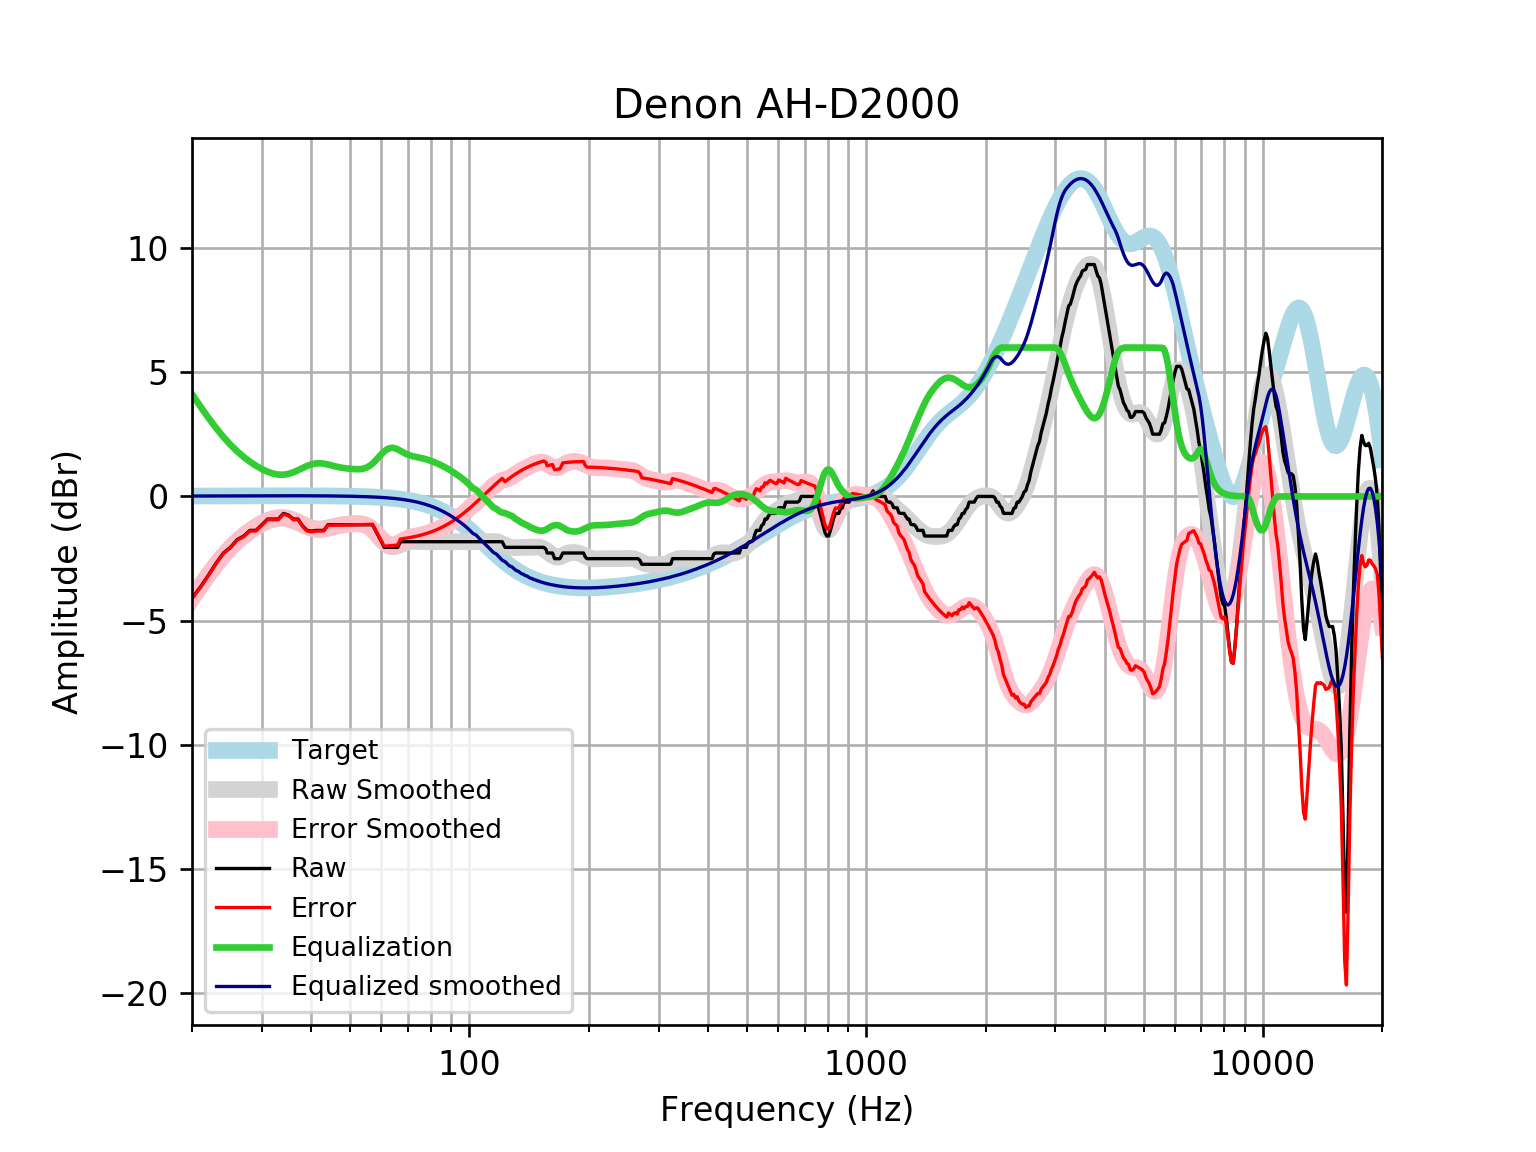 Denon AH-D2000
Amplitude (dBr)
10
5
0
−5
−10
−15
−20
Target
Raw Smoothed
Error Smoothed
Raw
Error
Equalization
Equalized smoothed
100
1000
10000
Frequency (Hz)